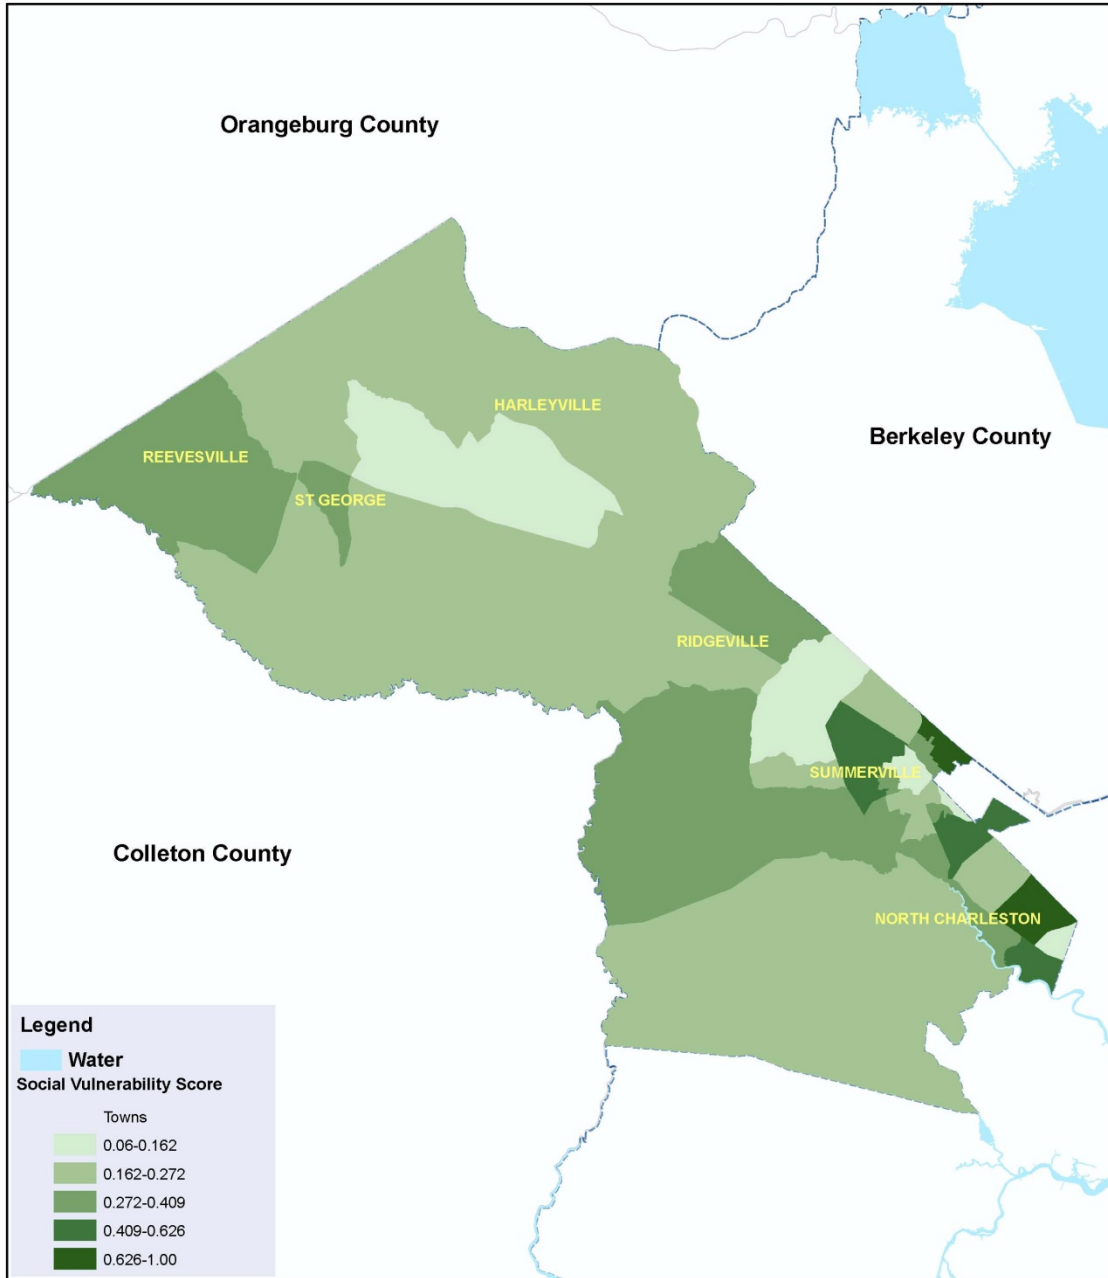 Orangeburg County
HARLEYVILLE
Berkeley County
REEVESVILLE
ST GEORGE
RIDGEVILLE
SUMMERVILLE
Colleton County
NORTH CHARLESTON
Legend
Water
Social Vulnerability Score
Towns
0.06-0.162
0.162-0.272
0.272-0.409
0.409-0.626
0.626-1.00